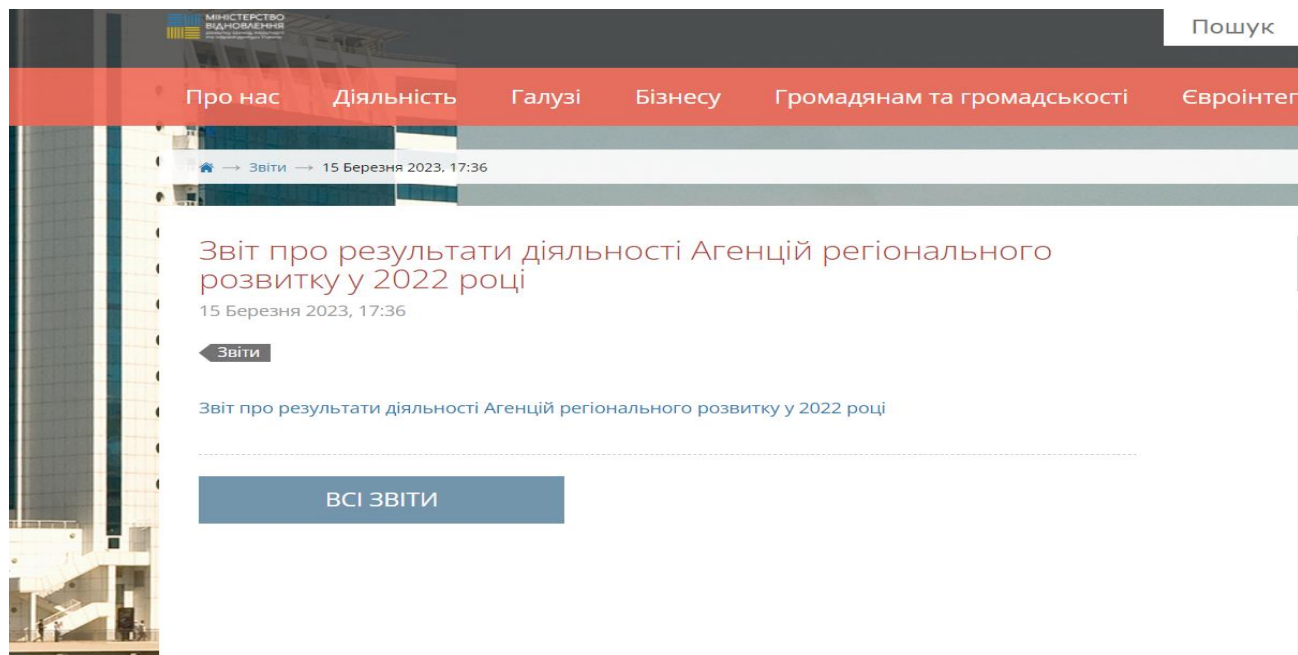 МІНІСТЕРСТВО
ВІДНОВЛЕННЯ
Пошук
Про нас Діяльність Галузі Бізнесу Громадянам та громадськості Євроінтег
→ Звіти → 15 Березня 2023, 17:36
Звіт про результати діяльності Агенцій регіонального
розвитку у 2022 році
15 Березня 2023, 17:36
Звіти
Звіт про результати діяльності Агенцій регіонального розвитку у 2022 році
ВСІ ЗВІТИ